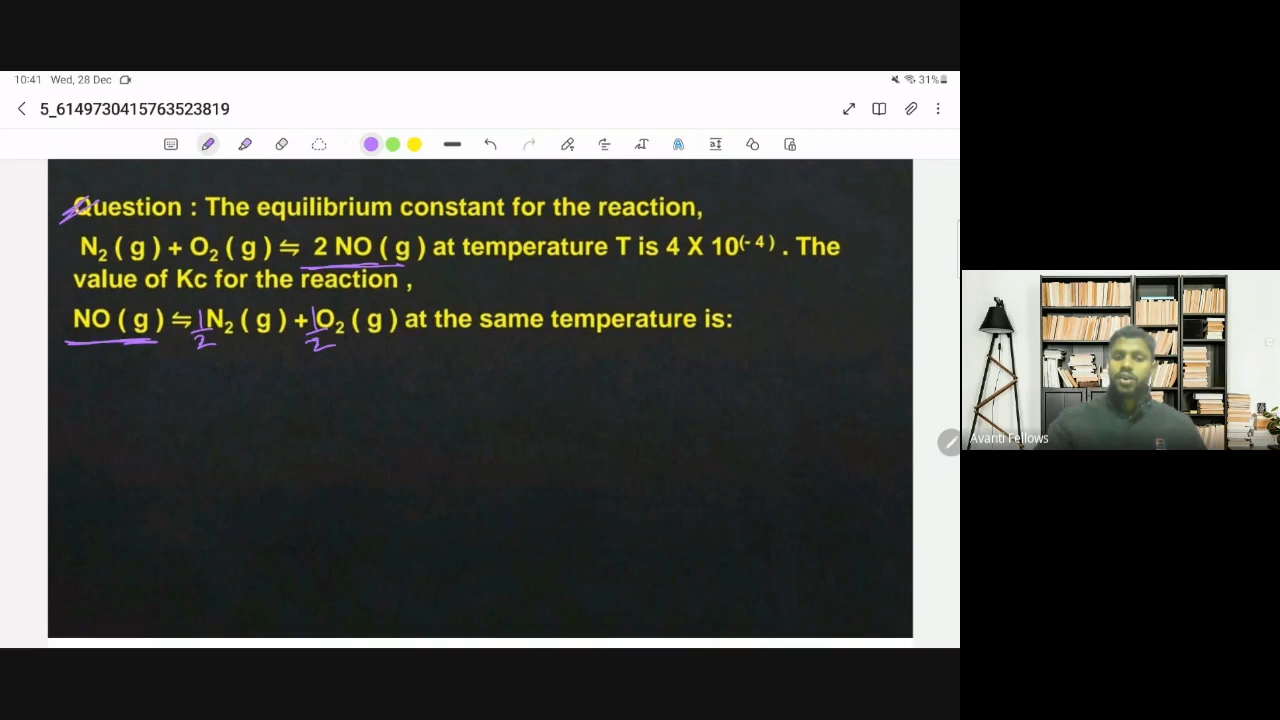 10:41 Wed, 28 Dec
31%
5_6149730415763523819
Question : The equilibrium constant for the reaction,
N₂ ( g ) + O₂ ( g ) ⇋ 2 NO ( g ) at temperature T is 4 X 10⁽⁻ ⁴ ⁾ . The
value of Kc for the reaction ,
NO ( g ) ⇋ 1/2 N₂ ( g ) + 1/2 O₂ ( g ) at the same temperature is:
Avanti Fellows